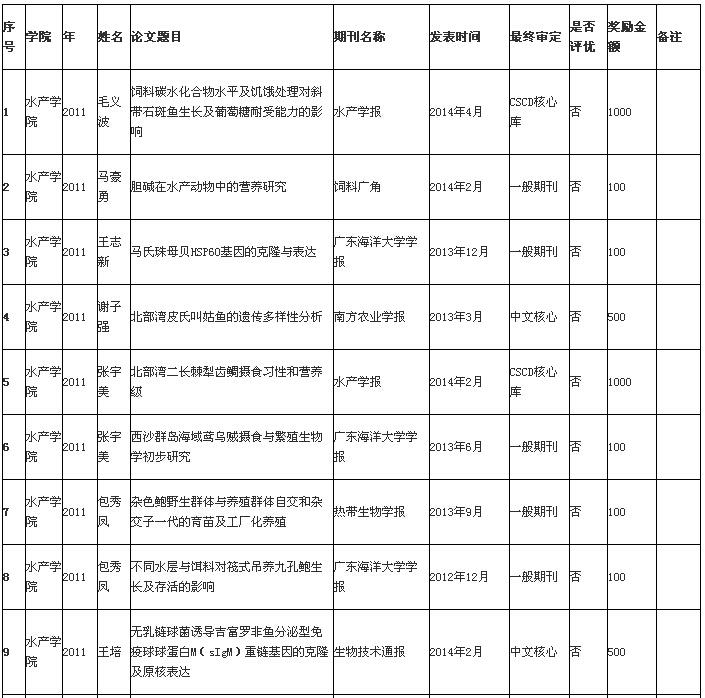 序号 学院 年 姓名 论文题目 期刊名称 发表时间 最终审定 是否评优 奖励金额 备注
1 水产学院 2011 毛义波 饲料碳水化合物水平及饥饿处理对斜带石斑鱼生长及葡萄糖耐受能力的影响 水产学报 2014年4月 CSCD核心库 否 1000
2 水产学院 2011 马豪勇 胆碱在水产动物中的营养研究 饲料广角 2014年2月 一般期刊 否 100
3 水产学院 2011 王志新 马氏珠母贝HSP60基因的克隆与表达 广东海洋大学学报 2013年12月 一般期刊 否 100
4 水产学院 2011 谢子强 北部湾皮氏叫姑鱼的遗传多样性分析 南方农业学报 2013年3月 中文核心 否 500
5 水产学院 2011 张宇美 北部湾二长棘犁齿鲷摄食习性和营养级 水产学报 2014年2月 CSCD核心库 否 1000
6 水产学院 2011 张宇美 西沙群岛海域鸢乌贼摄食与繁殖生物学初步研究 广东海洋大学学报 2013年6月 一般期刊 否 100
7 水产学院 2011 包秀凤 杂色鲍野生群体与养殖群体自交和杂交子一代的育苗及工厂化养殖 热带生物学报 2013年9月 一般期刊 否 100
8 水产学院 2011 包秀凤 不同水层与饵料对筏式吊养九孔鲍生长及存活的影响 广东海洋大学学报 2012年12月 一般期刊 否 100
9 水产学院 2011 王培 无乳链球菌诱导吉富罗非鱼分泌型免疫球球蛋白M（sIgM）重链基因的克隆及原核表达 生物技术通报 2014年2月 中文核心 否 500